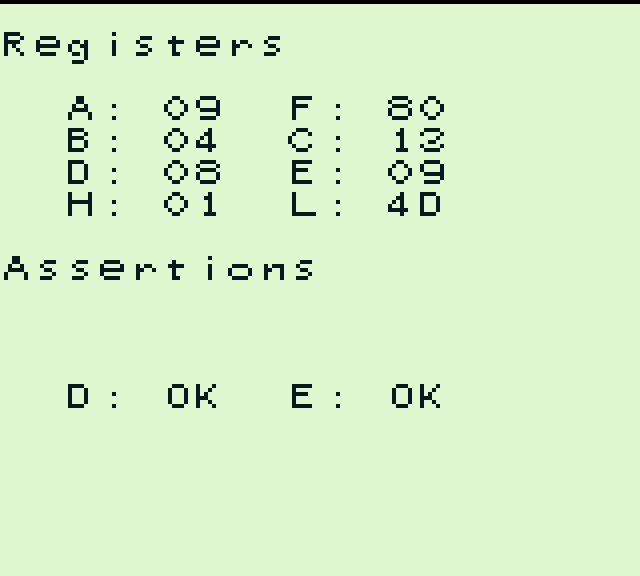 Registers
A: 09 F: 80
B: 04 C: 13
D: 08 E: 09
H: 01 L: 4D
Assertions
D: OK E: OK